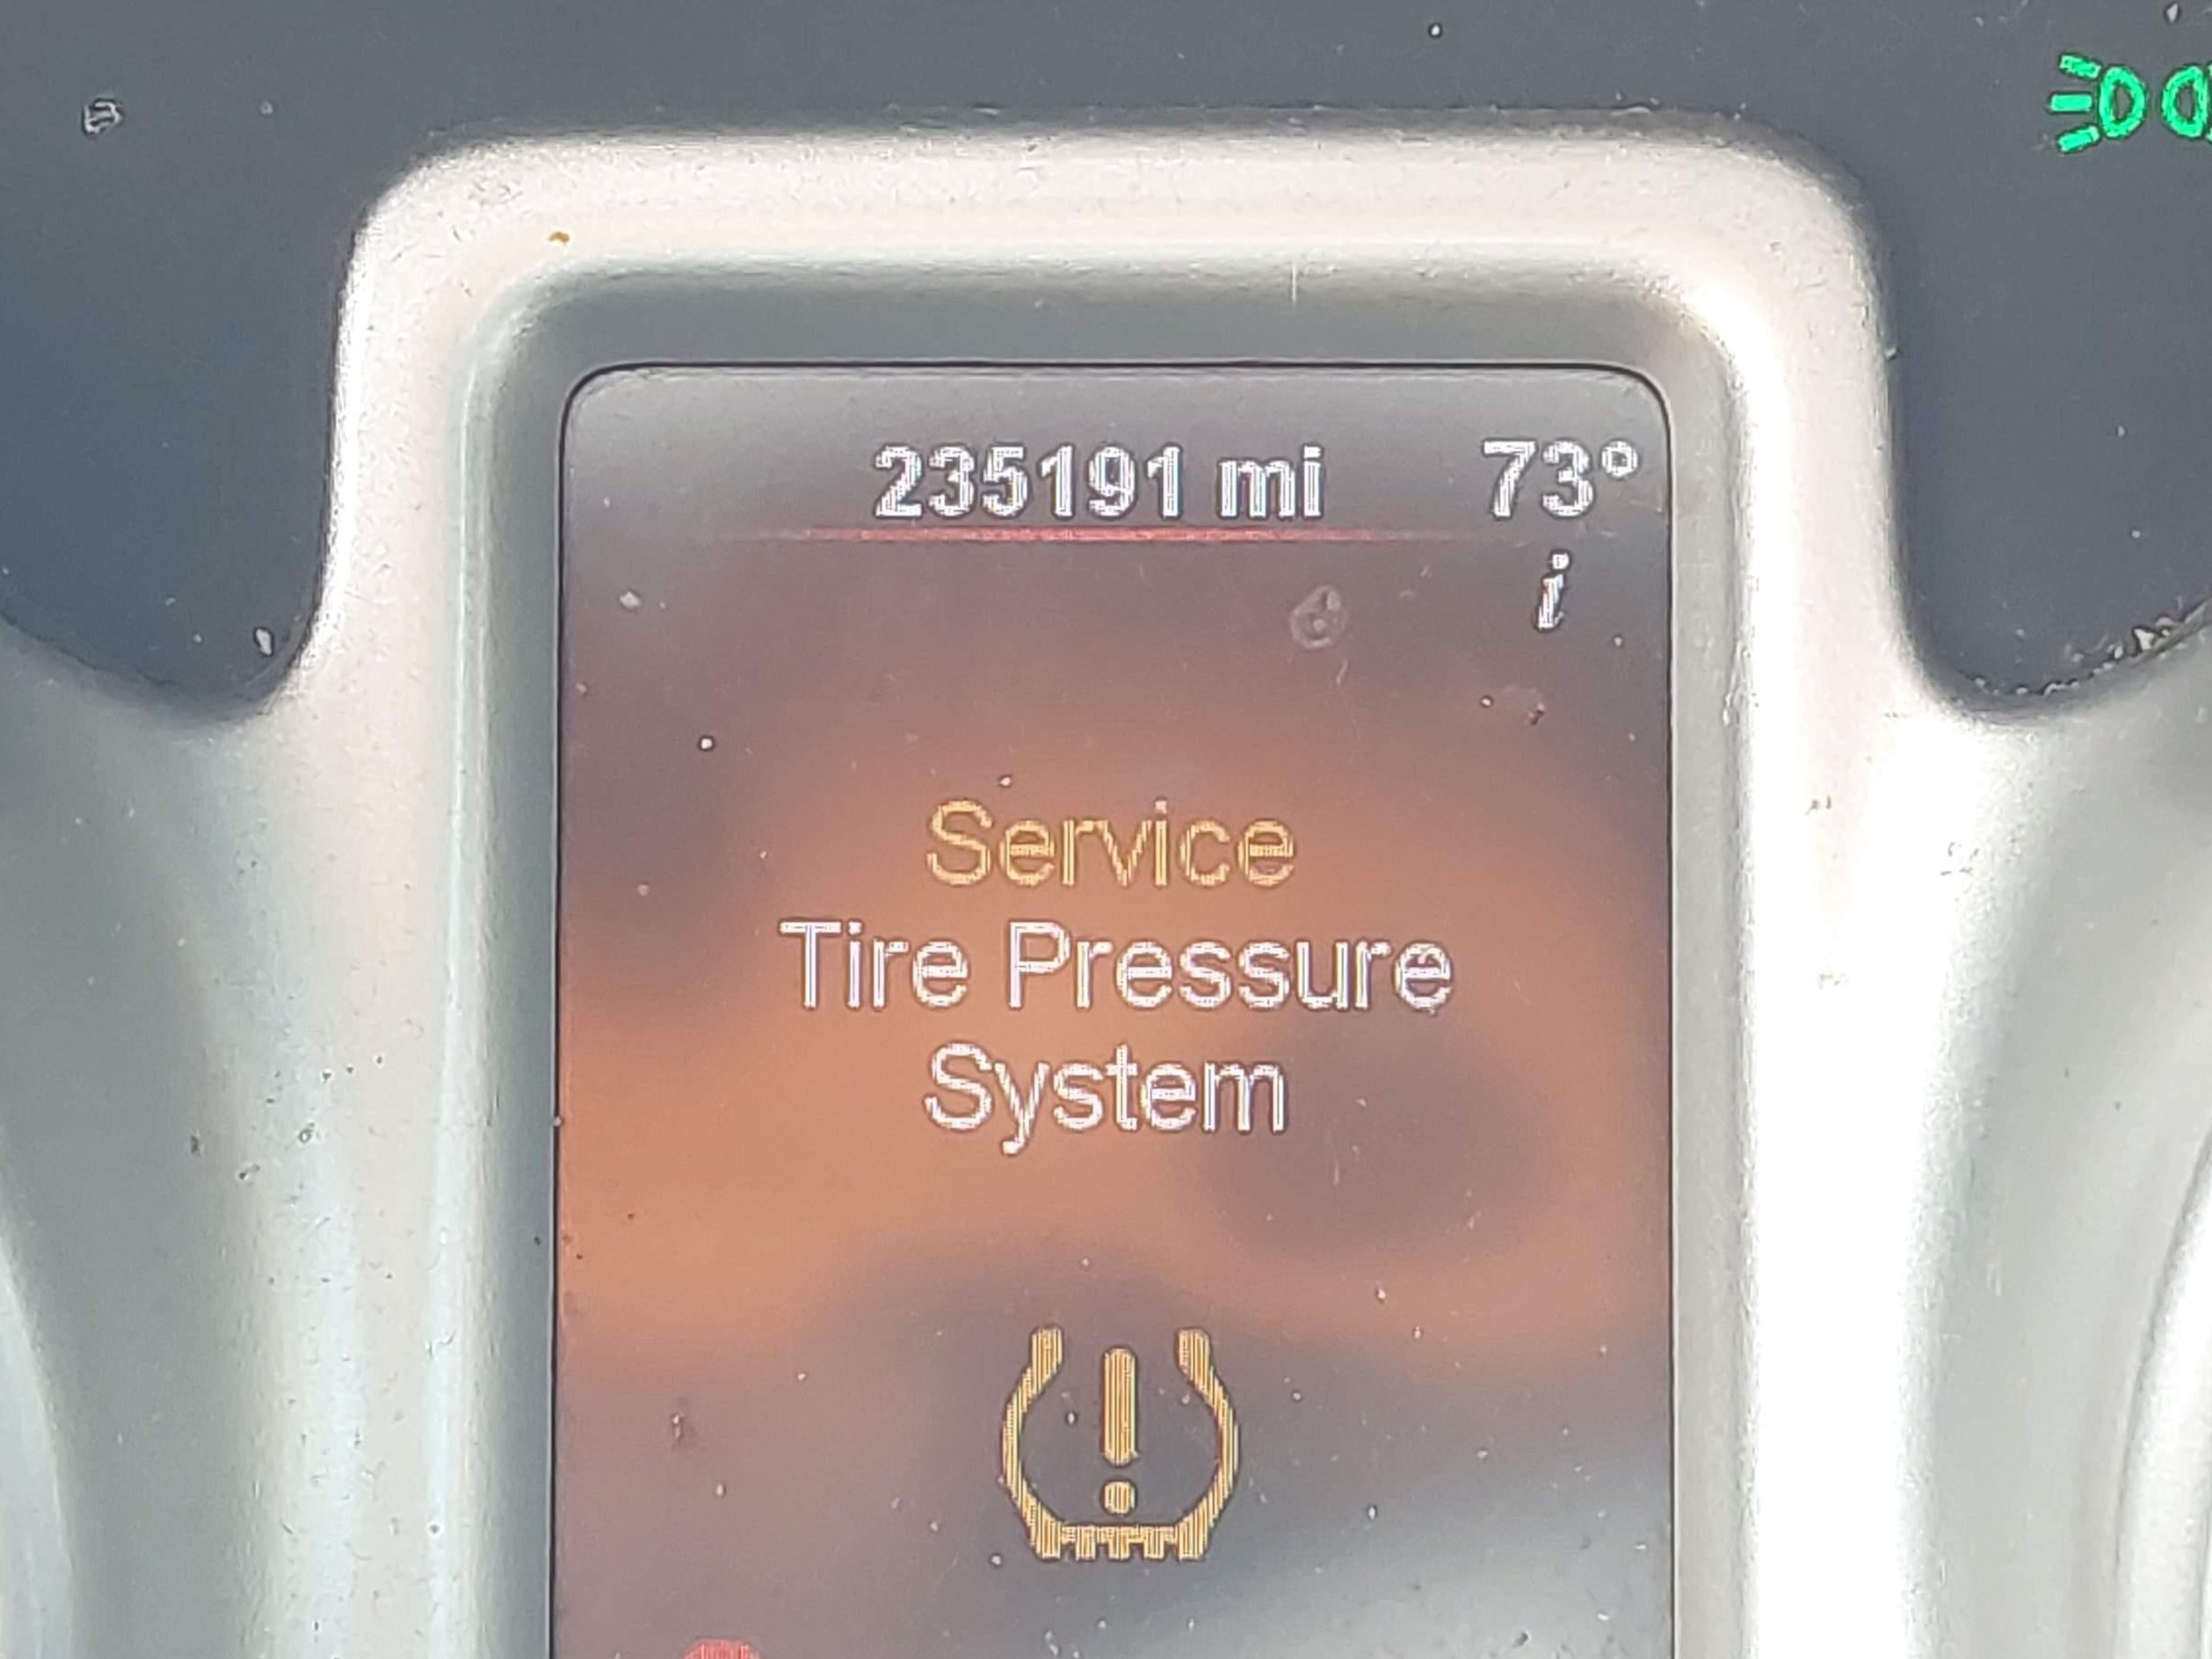 235191 mi 73°
i
Service
Tire Pressure
System